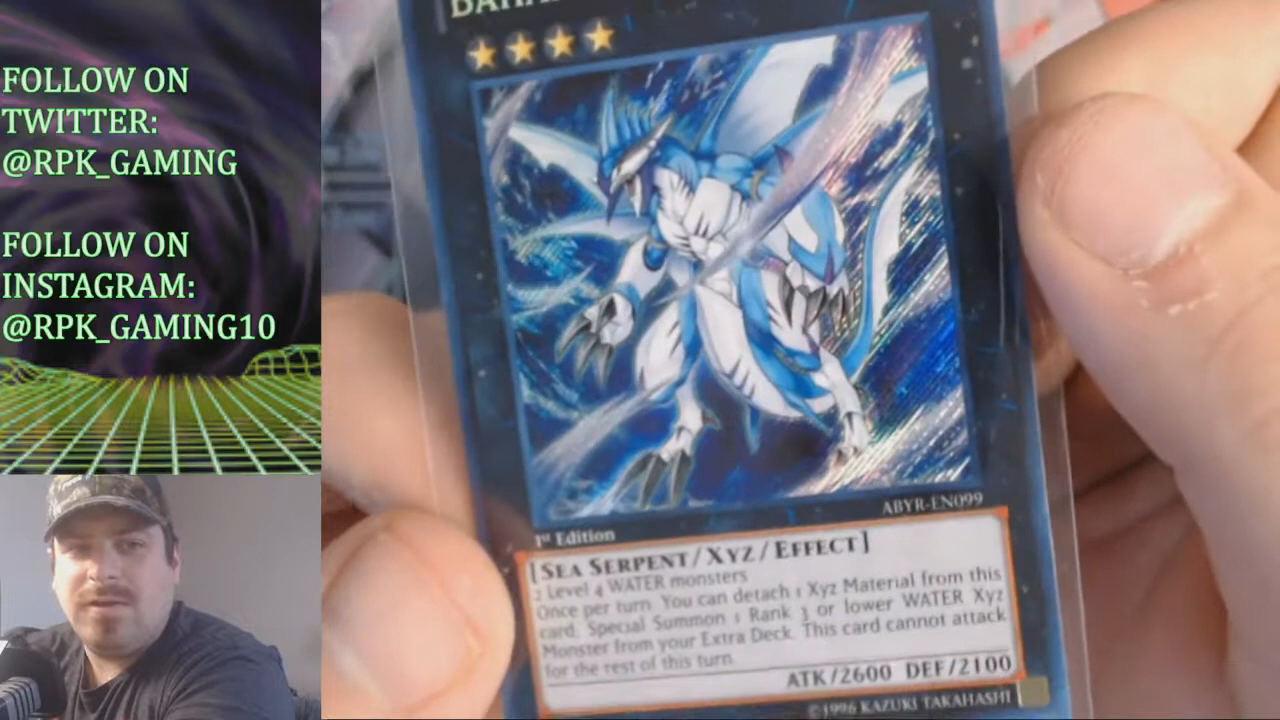 FOLLOW ON
TWITTER:
@RPK_GAMING
FOLLOW ON
INSTAGRAM:
@RPK_GAMING10
ABYR-EN099
1st Edition
[SEA SERPENT/XYZ/EFFECT]
2 Level 4 WATER monsters
Once per turn. You can detach 1 Xyz Material from this
card. Special Summon 1 Rank 3 or lower WATER Xyz
Monster from your Extra Deck. This card cannot attack
for the rest of this turn.
ATK/2600 DEF/2100
©1996 KAZUKI TAKAHASHI